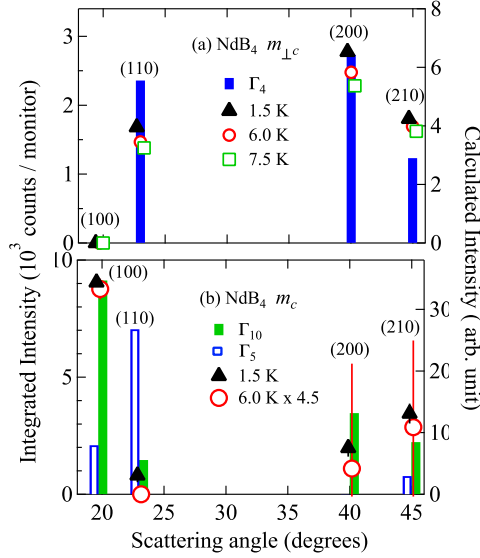 (a) NdB₄ m⊥c
Γ₄
1.5 K
6.0 K
7.5 K
(100)
(110)
(200)
(210)
0
1
2
3
0
2
4
6
8
(b) NdB₄ m_c
Γ₁₀
Γ₅
1.5 K
6.0 K x 4.5
(100)
(110)
(200)
(210)
0
5
10
0
10
20
30
20
25
30
35
40
45
Scattering angle (degrees)
Integrated Intensity (10³ counts / monitor)
Calculated Intensity ( arb. unit)